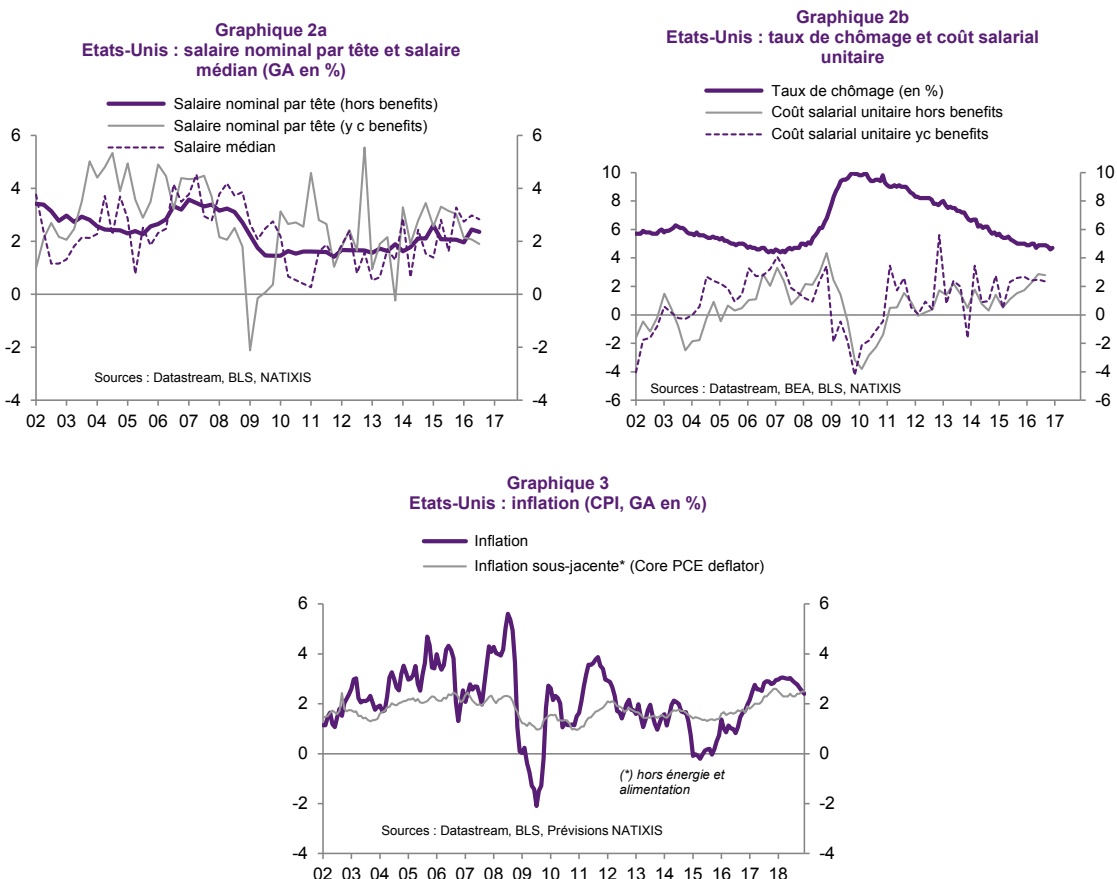 Graphique 2a
Etats-Unis : salaire nominal par tête et salaire
médian (GA en %)
Salaire nominal par tête (hors benefits)
Salaire nominal par tête (y c benefits)
Salaire médian
6 6
4 4
2 2
0 0
-2 -2
-4 -4
Sources : Datastream, BLS, NATIXIS
02 03 04 05 06 07 08 09 10 11 12 13 14 15 16 17
Graphique 2b
Etats-Unis : taux de chômage et coût salarial
unitaire
Taux de chômage (en %)
Coût salarial unitaire hors benefits
Coût salarial unitaire yc benefits
10 10
8 8
6 6
4 4
2 2
0 0
-2 -2
-4 -4
-6 -6
Sources : Datastream, BEA, BLS, NATIXIS
02 03 04 05 06 07 08 09 10 11 12 13 14 15 16 17
Graphique 3
Etats-Unis : inflation (CPI, GA en %)
Inflation
Inflation sous-jacente* (Core PCE deflator)
6 6
4 4
2 2
0 0
-2 -2
-4 -4
(*) hors énergie et
alimentation
Sources : Datastream, BLS, Prévisions NATIXIS
02 03 04 05 06 07 08 09 10 11 12 13 14 15 16 17 18